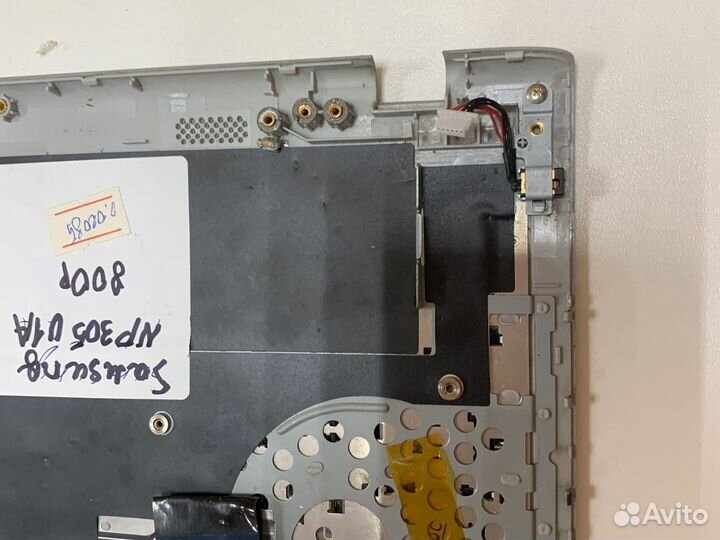 Samsung
NP305 U1A
800р
Avito